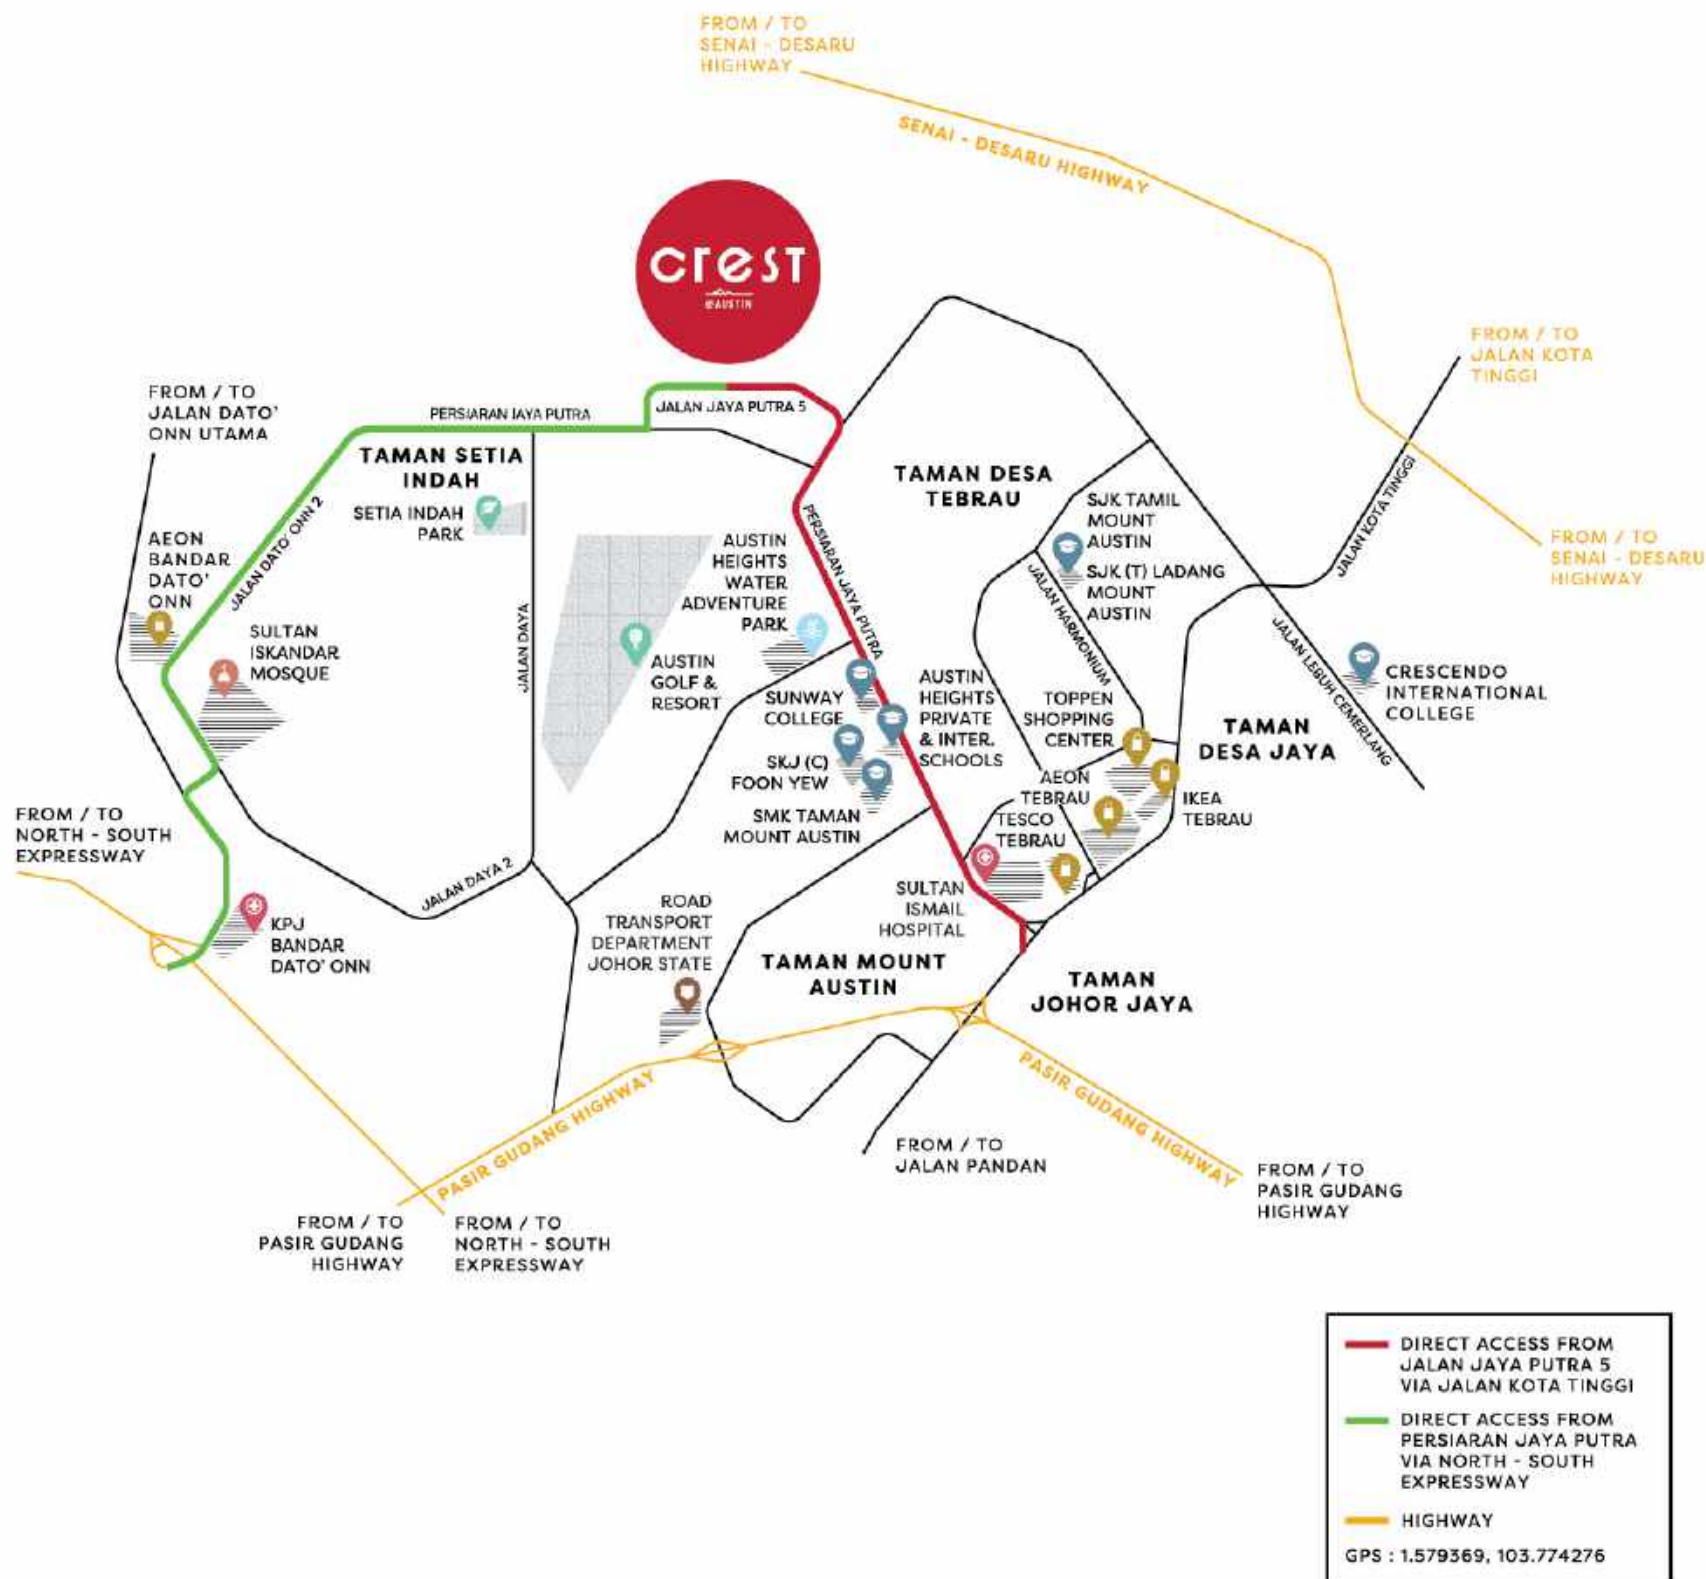 FROM / TO
SENAI - DESARU
HIGHWAY
SENAI - DESARU HIGHWAY
crest
@AUSTIN
FROM / TO
JALAN KOTA
TINGGI
FROM / TO
JALAN DATO'
ONN UTAMA
PERSIARAN JAYA PUTRA
JALAN JAYA PUTRA 5
TAMAN SETIA
INDAH
SETIA INDAH
PARK
TAMAN DESA
TEBRAU
JALAN KOTA TINGGI
JALAN DATO' ONN 2
PERSIARAN JAYA PUTRA
SJK TAMIL
MOUNT
AUSTIN
SJK (T) LADANG
MOUNT
AUSTIN
FROM / TO
SENAI - DESARU
HIGHWAY
AEON
BANDAR
DATO'
ONN
AUSTIN
HEIGHTS
WATER
ADVENTURE
PARK
JALAN HARMONIUM
JALAN DAYA
SULTAN
ISKANDAR
MOSQUE
AUSTIN
GOLF &
RESORT
SUNWAY
COLLEGE
AUSTIN
HEIGHTS
PRIVATE
& INTER.
SCHOOLS
TOPPEN
SHOPPING
CENTER
JALAN LEBUH CEMERLANG
CRESCENDO
INTERNATIONAL
COLLEGE
TAMAN
DESA JAYA
SKJ (C)
FOON YEW
SMK TAMAN
MOUNT AUSTIN
AEON
TEBRAU
IKEA
TEBRAU
TESCO
TEBRAU
FROM / TO
NORTH - SOUTH
EXPRESSWAY
JALAN DAYA 2
SULTAN
ISMAIL
HOSPITAL
ROAD
TRANSPORT
DEPARTMENT
JOHOR STATE
KPJ
BANDAR
DATO' ONN
TAMAN MOUNT
AUSTIN
TAMAN
JOHOR JAYA
PASIR GUDANG HIGHWAY
PASIR GUDANG HIGHWAY
FROM / TO
JALAN PANDAN
FROM / TO
PASIR GUDANG
HIGHWAY
FROM / TO
PASIR GUDANG
HIGHWAY
FROM / TO
NORTH - SOUTH
EXPRESSWAY
DIRECT ACCESS FROM
JALAN JAYA PUTRA 5
VIA JALAN KOTA TINGGI
DIRECT ACCESS FROM
PERSIARAN JAYA PUTRA
VIA NORTH - SOUTH
EXPRESSWAY
HIGHWAY
GPS : 1.579369, 103.774276